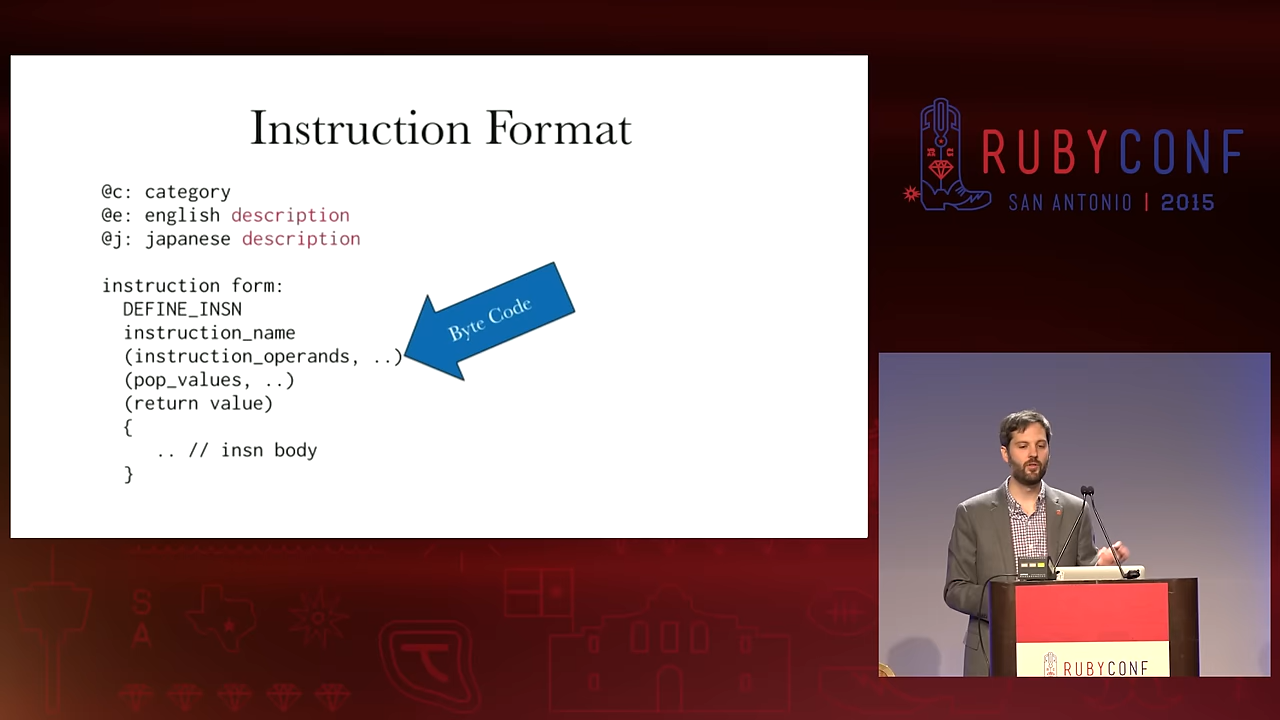 Instruction Format
@c: category
@e: english description
@j: japanese description
instruction form:
DEFINE_INSN
instruction_name
(instruction_operands, ..)
(pop_values, ..)
(return value)
{
.. // insn body
}
Byte Code
RUBYCONF
SAN ANTONIO | 2015
S
A
RUBYCONF